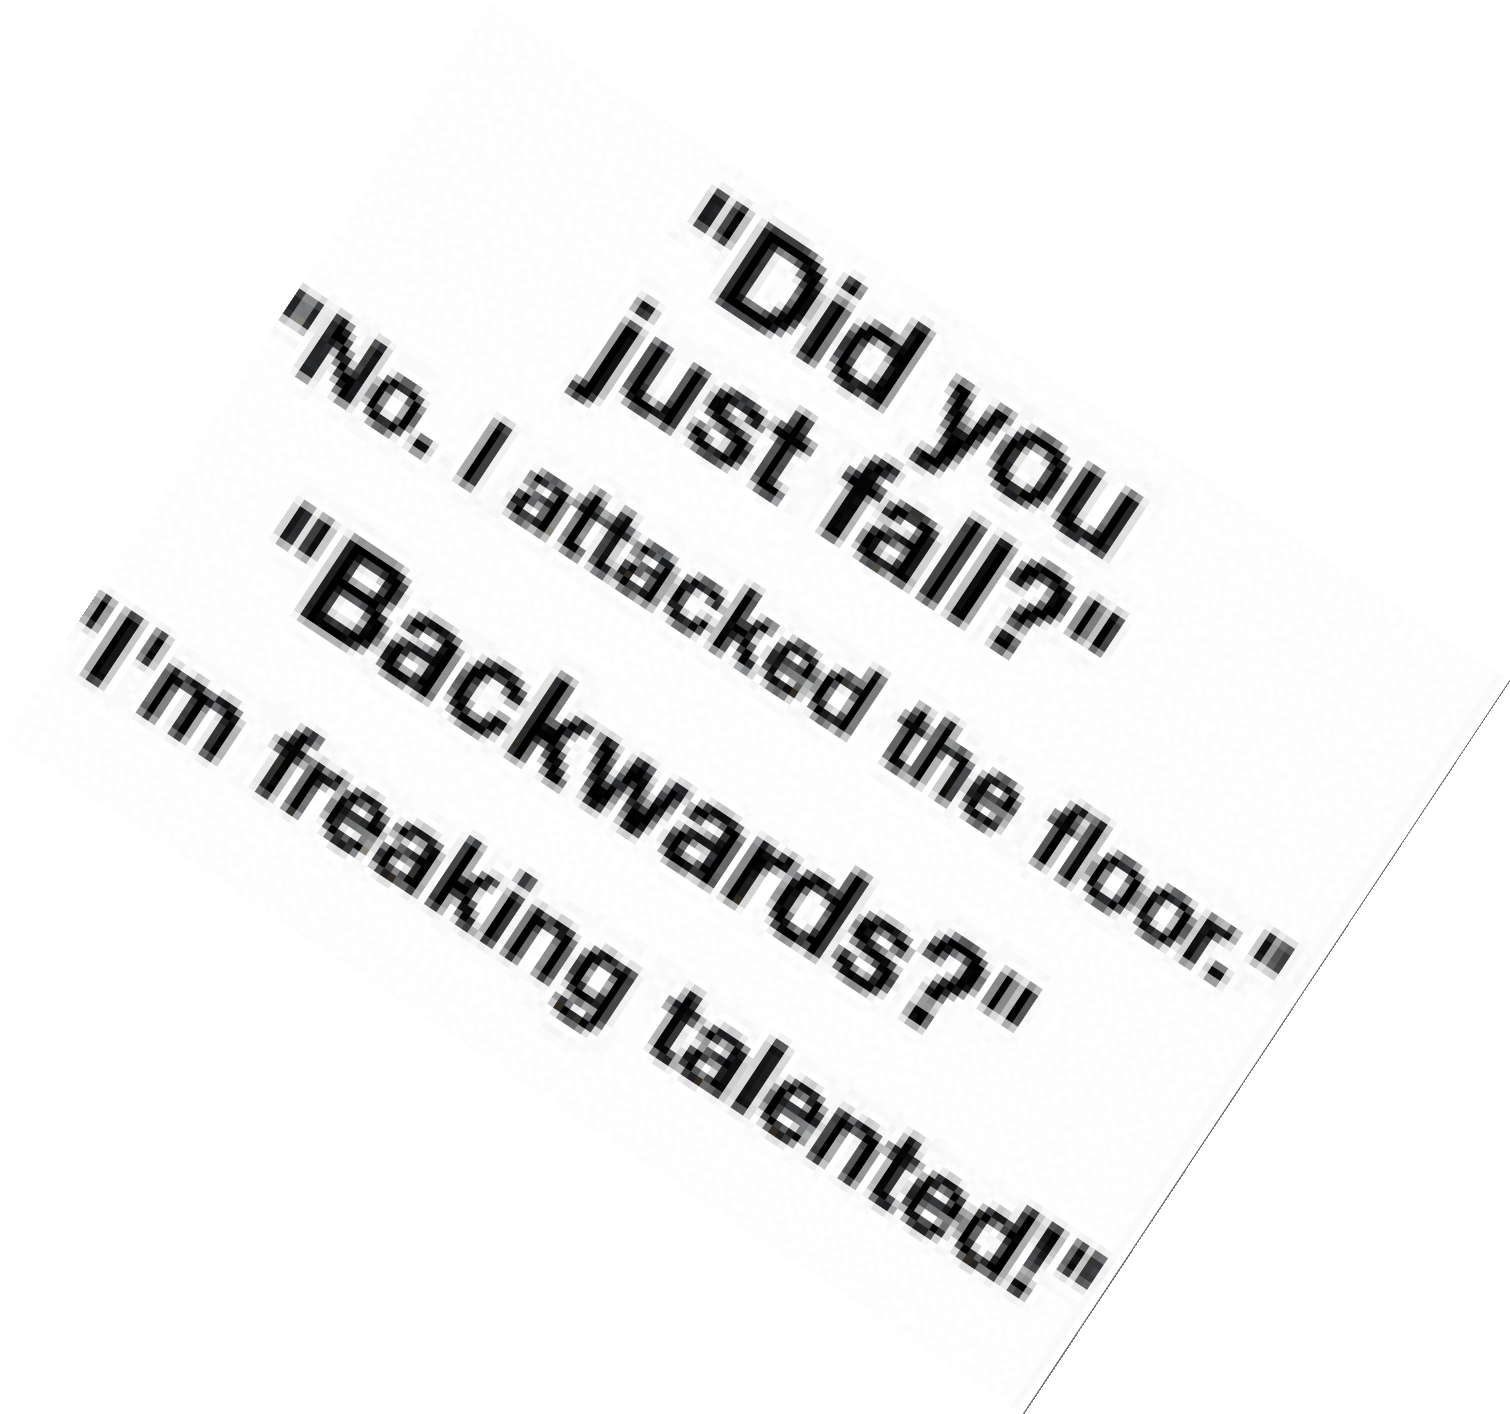 "Did you
just fall?"
"No. I attacked the floor."
"Backwards?"
"I'm freaking talented!"